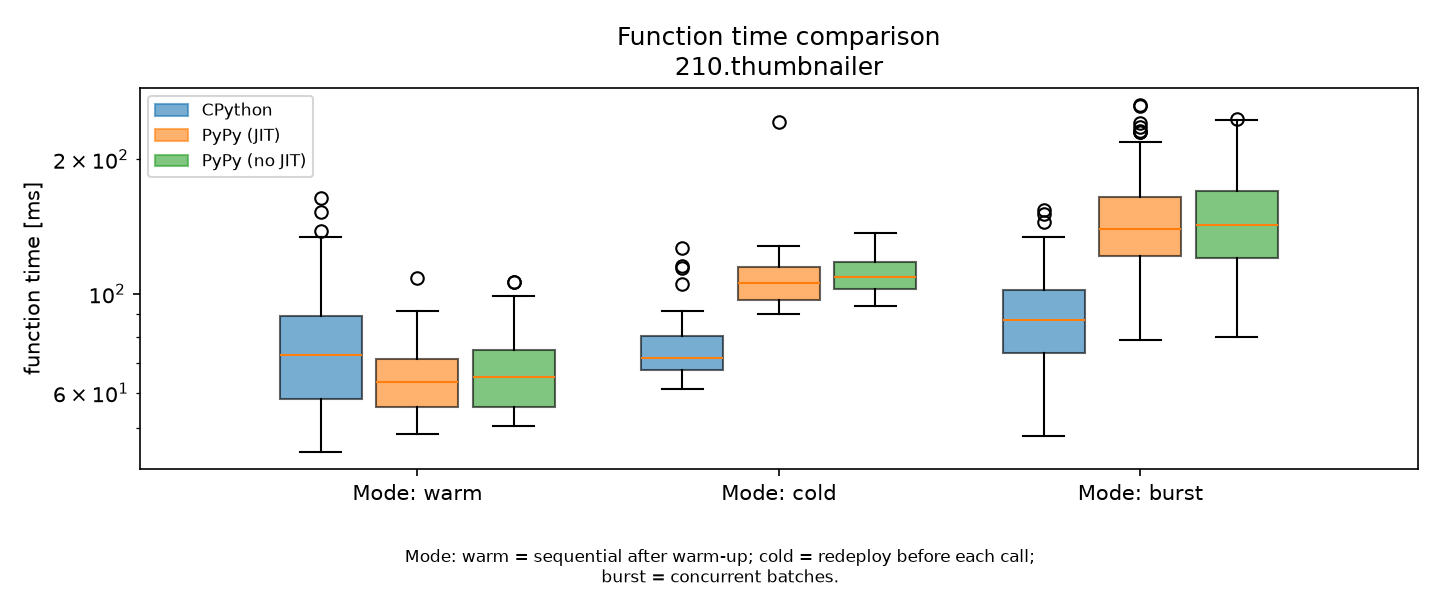 Function time comparison
210.thumbnailer
CPython
PyPy (JIT)
PyPy (no JIT)
function time [ms]
2 × 10²
10²
6 × 10¹
Mode: warm
Mode: cold
Mode: burst
Mode: warm = sequential after warm-up; cold = redeploy before each call;
burst = concurrent batches.